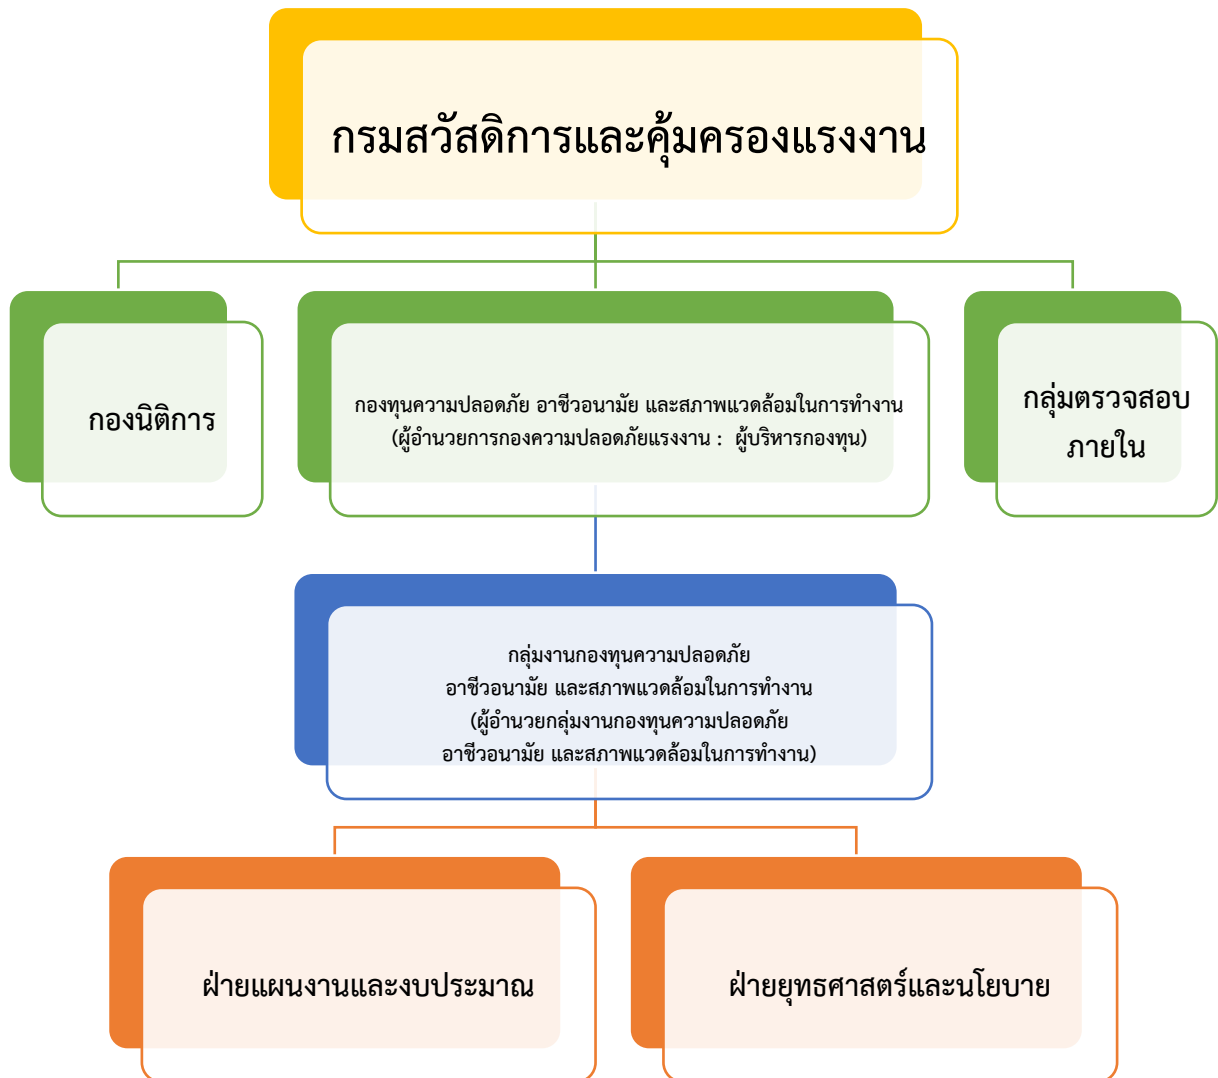 กรมสวัสดิการและคุ้มครองแรงงาน
กองนิติการ
กองทุนความปลอดภัย อาชีวอนามัย และสภาพแวดล้อมในการทำงาน
(ผู้อำนวยการกองความปลอดภัยแรงงาน : ผู้บริหารกองทุน)
กลุ่มตรวจสอบ
ภายใน
กลุ่มงานกองทุนความปลอดภัย
อาชีวอนามัย และสภาพแวดล้อมในการทำงาน
(ผู้อำนวยกลุ่มงานกองทุนความปลอดภัย
อาชีวอนามัย และสภาพแวดล้อมในการทำงาน)
ฝ่ายแผนงานและงบประมาณ
ฝ่ายยุทธศาสตร์และนโยบาย